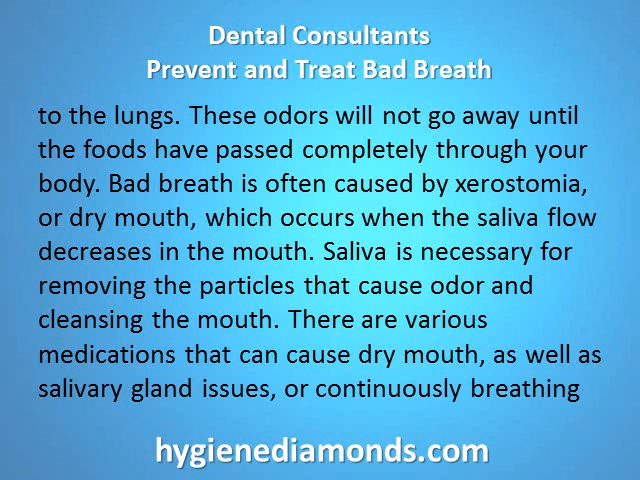 Dental Consultants
Prevent and Treat Bad Breath
to the lungs. These odors will not go away until
the foods have passed completely through your
body. Bad breath is often caused by xerostomia,
or dry mouth, which occurs when the saliva flow
decreases in the mouth. Saliva is necessary for
removing the particles that cause odor and
cleansing the mouth. There are various
medications that can cause dry mouth, as well as
salivary gland issues, or continuously breathing
hygienediamonds.com